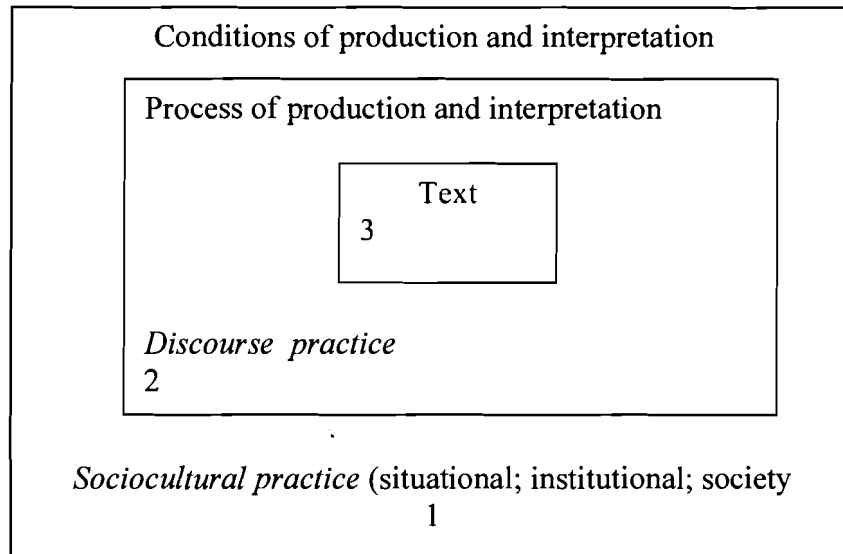 Conditions of production and interpretation
Process of production and interpretation
Text
3
Discourse practice
2
Sociocultural practice (situational; institutional; society
1